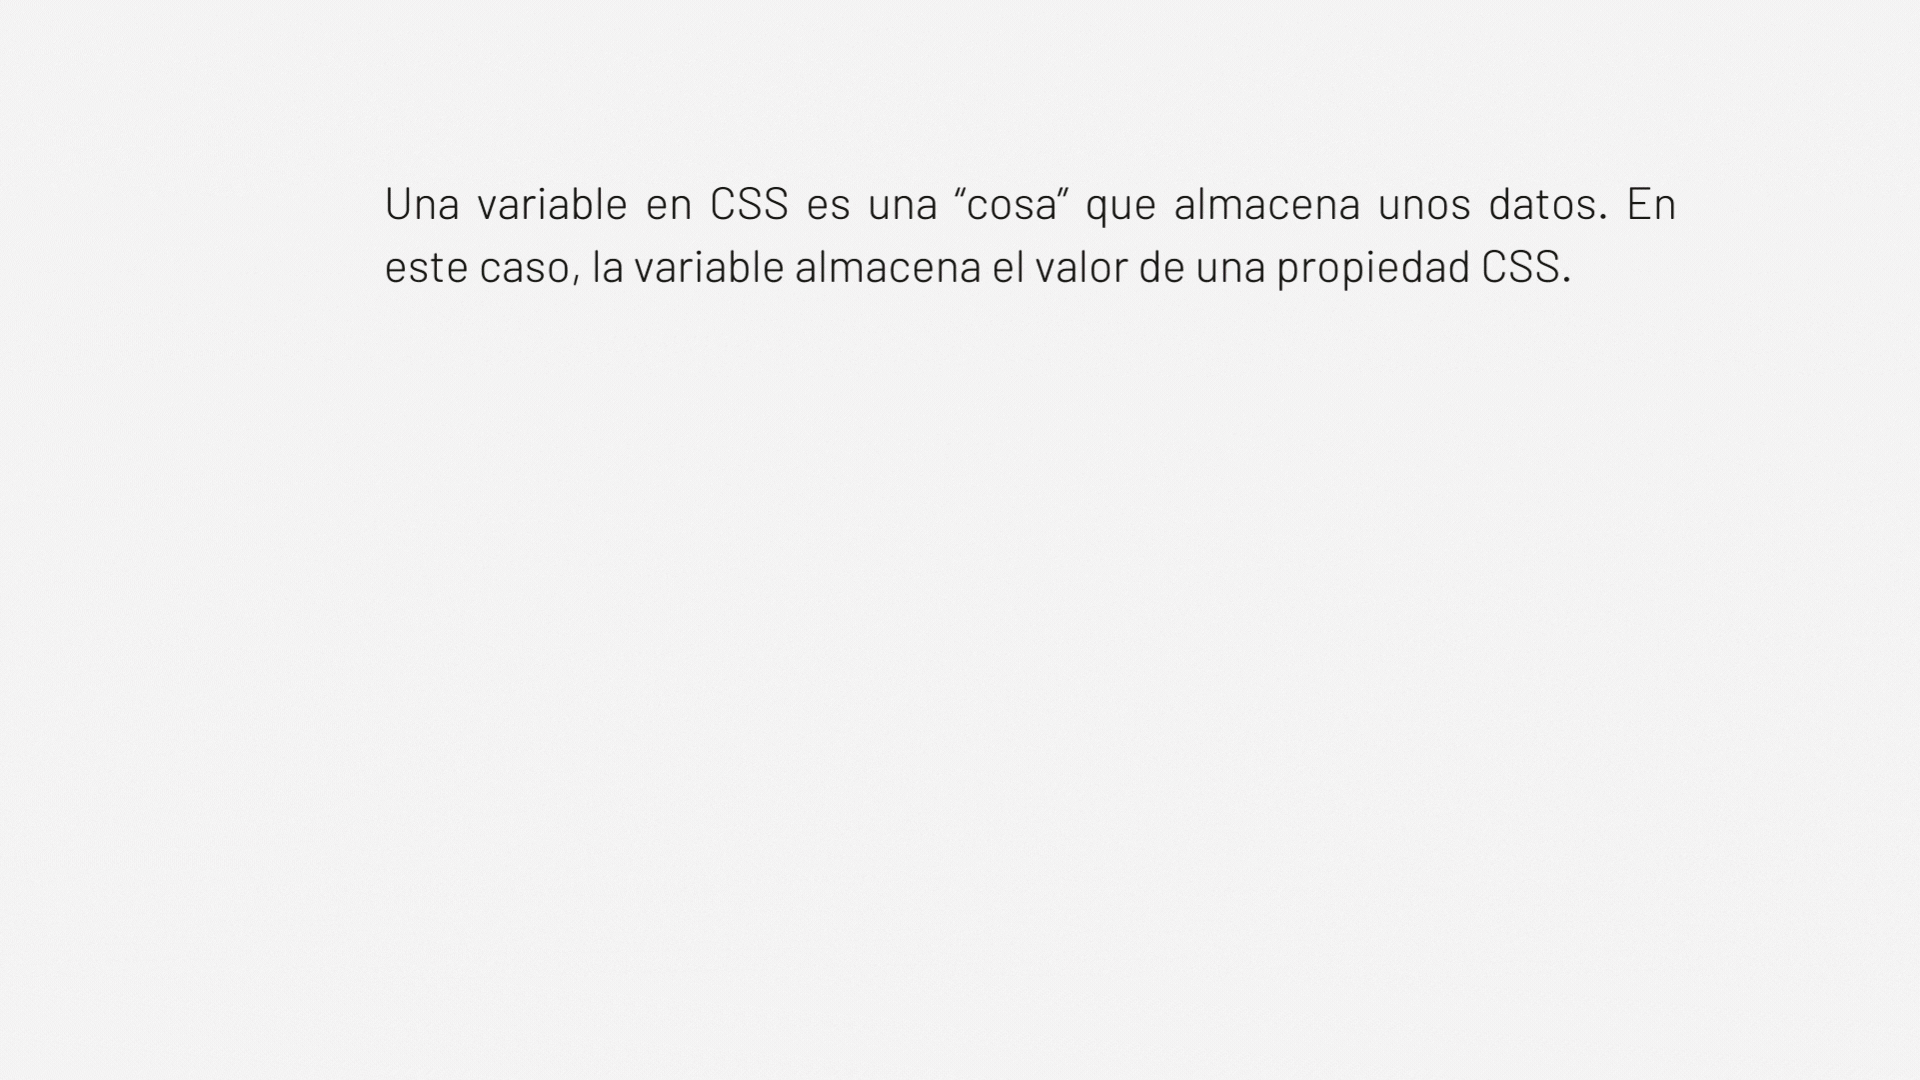 Una variable en CSS es una “cosa” que almacena unos datos. En
este caso, la variable almacena el valor de una propiedad CSS.